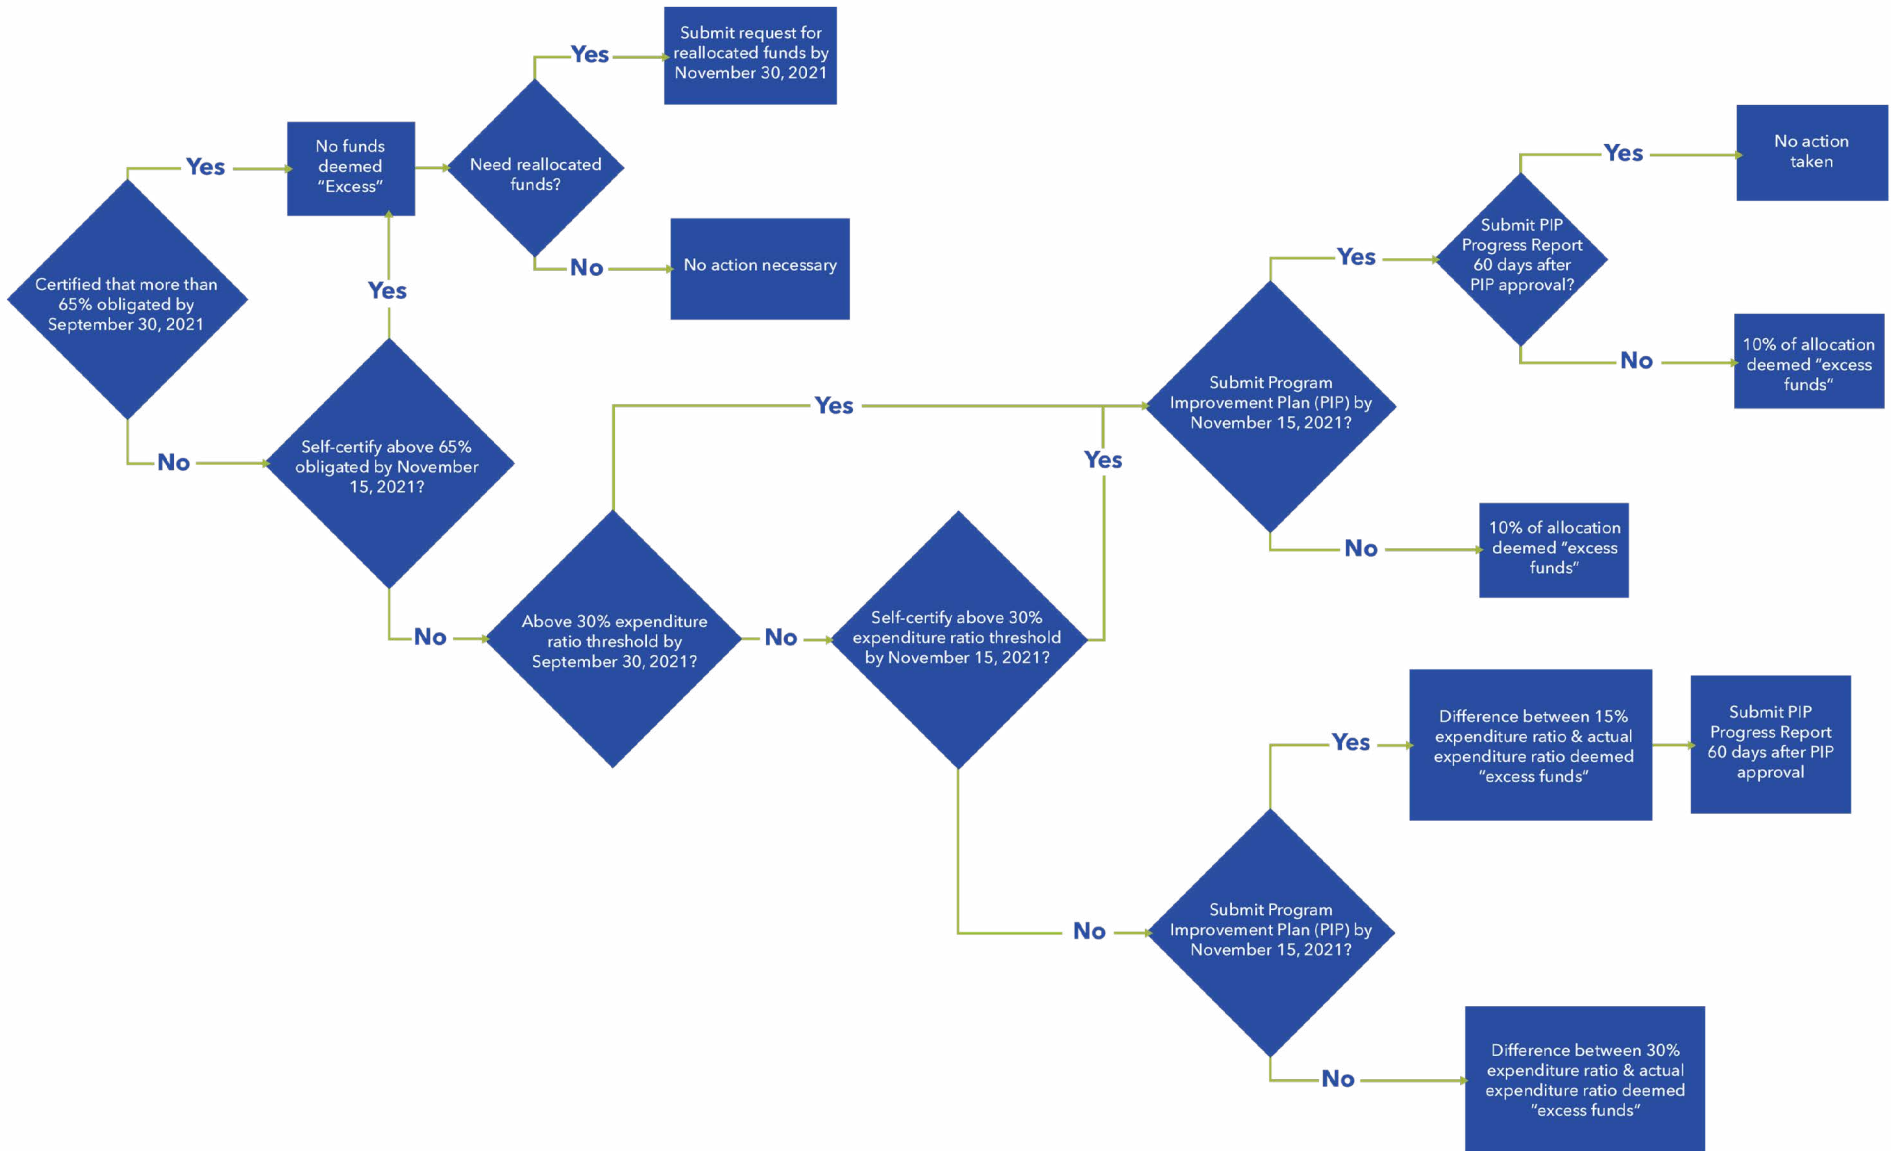 Submit request for
reallocated funds by
November 30, 2021
Yes
No funds
deemed
"Excess"
Yes
Need reallocated
funds?
No
No action necessary
Certified that more than
65% obligated by
September 30, 2021
Yes
No
Self-certify above 65%
obligated by November
15, 2021?
No
Above 30% expenditure
ratio threshold by
September 30, 2021?
Yes
No
Self-certify above 30%
expenditure ratio threshold
by November 15, 2021?
Yes
Submit Program
Improvement Plan (PIP) by
November 15, 2021?
Yes
Submit PIP
Progress Report
60 days after
PIP approval?
Yes
No action
taken
No
10% of allocation
deemed "excess
funds"
No
10% of allocation
deemed "excess
funds"
No
Submit Program
Improvement Plan (PIP) by
November 15, 2021?
Yes
Difference between 15%
expenditure ratio & actual
expenditure ratio deemed
"excess funds"
Submit PIP
Progress Report
60 days after PIP
approval
No
Difference between 30%
expenditure ratio & actual
expenditure ratio deemed
"excess funds"